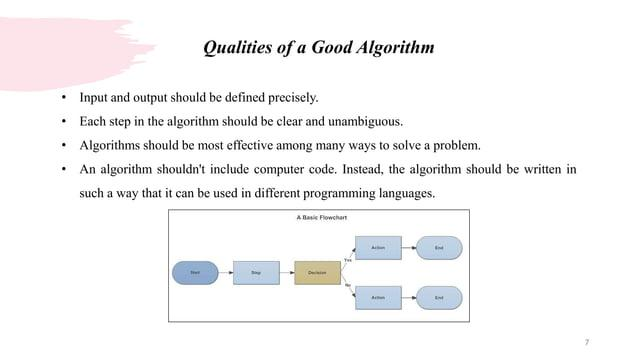 Qualities of a Good Algorithm
• Input and output should be defined precisely.
• Each step in the algorithm should be clear and unambiguous.
• Algorithms should be most effective among many ways to solve a problem.
• An algorithm shouldn't include computer code. Instead, the algorithm should be written in
such a way that it can be used in different programming languages.
A Basic Flowchart
Start
Step
Decision
Yes
Action
End
No
Action
End
7